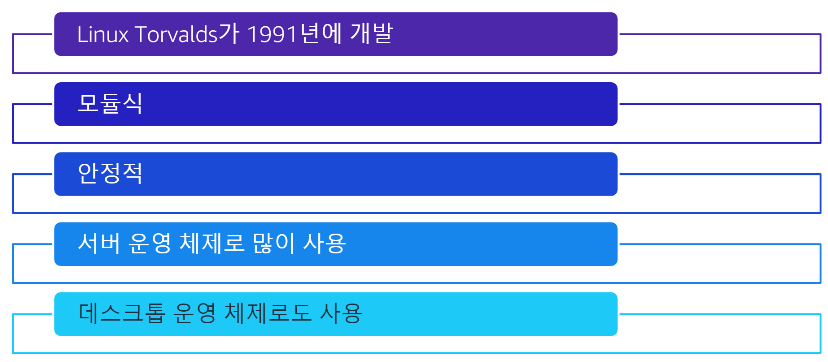 Linux Torvalds가 1991년에 개발
모듈식
안정적
서버 운영 체제로 많이 사용
데스크톱 운영 체제로도 사용